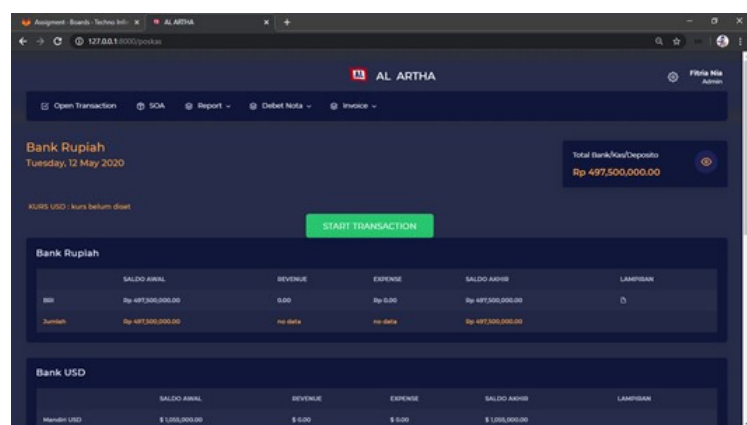 Assigment · Boards · Techno Infi
AL ARTHA
127.0.0.1:8000/poskas
AL AL ARTHA
Fitria Nia
Admin
Open Transaction SOA Report Debet Nota Invoice
Bank Rupiah
Tuesday, 12 May 2020
Total Bank/Kas/Deposito
Rp 497,500,000.00
KURS USD : kurs belum diset
START TRANSACTION
Bank Rupiah
SALDO AWAL REVENUE EXPENSE SALDO AKHIR LAMPIRAN
Rp 497,500,000.00 0.00 Rp 0.00 Rp 497,500,000.00
Jumlah Rp 497,500,000.00 no data no data Rp 497,500,000.00
Bank USD
SALDO AWAL REVENUE EXPENSE SALDO AKHIR LAMPIRAN
Mandiri USD $ 1,055,000.00 $ 0.00 $ 0.00 $ 1,055,000.00